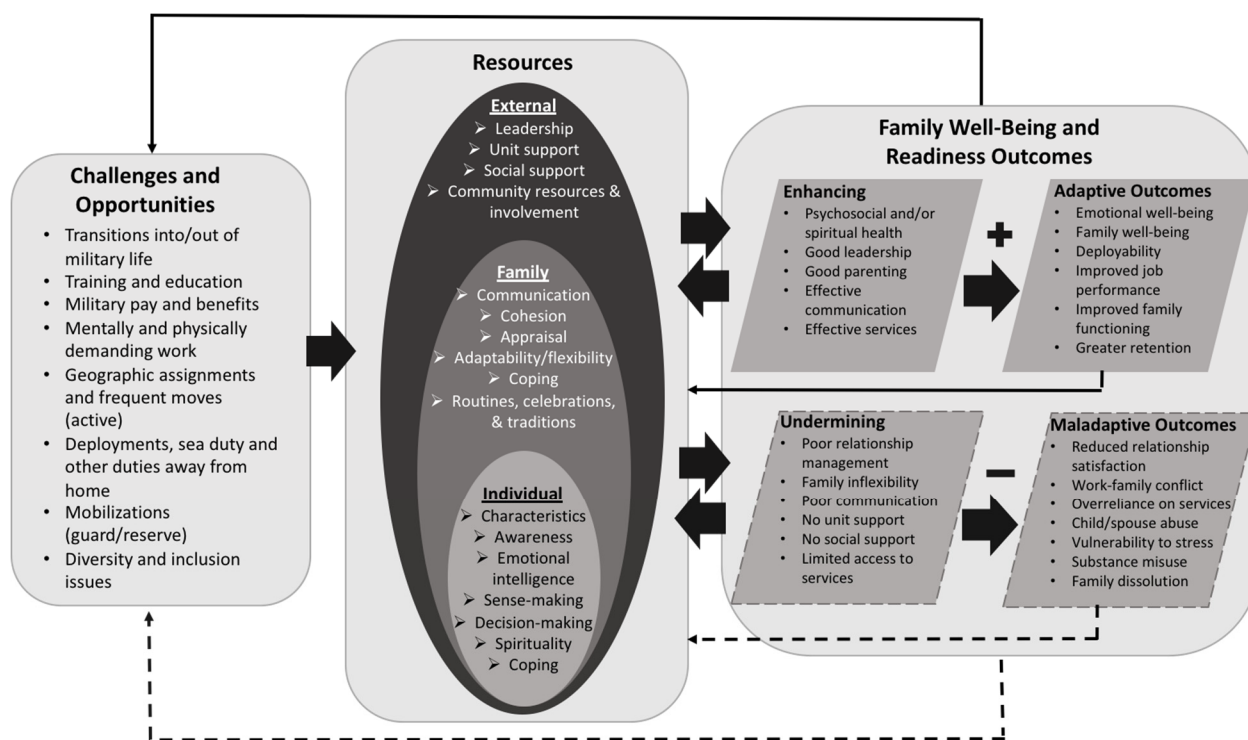 Resources
External
➢ Leadership
➢ Unit support
➢ Social support
➢ Community resources &
involvement
Family
➢ Communication
➢ Cohesion
➢ Appraisal
➢ Adaptability/flexibility
➢ Coping
➢ Routines, celebrations,
& traditions
Individual
➢ Characteristics
➢ Awareness
➢ Emotional
intelligence
➢ Sense-making
➢ Decision-making
➢ Spirituality
➢ Coping
Challenges and
Opportunities
• Transitions into/out of
military life
• Training and education
• Military pay and benefits
• Mentally and physically
demanding work
• Geographic assignments
and frequent moves
(active)
• Deployments, sea duty and
other duties away from
home
• Mobilizations
(guard/reserve)
• Diversity and inclusion
issues
Family Well-Being and
Readiness Outcomes
Enhancing
• Psychosocial and/or
spiritual health
• Good leadership
• Good parenting
• Effective
communication
• Effective services
+
Adaptive Outcomes
• Emotional well-being
• Family well-being
• Deployability
• Improved job
performance
• Improved family
functioning
• Greater retention
Undermining
• Poor relationship
management
• Family inflexibility
• Poor communication
• No unit support
• No social support
• Limited access to
services
−
Maladaptive Outcomes
• Reduced relationship
satisfaction
• Work-family conflict
• Overreliance on services
• Child/spouse abuse
• Vulnerability to stress
• Substance misuse
• Family dissolution